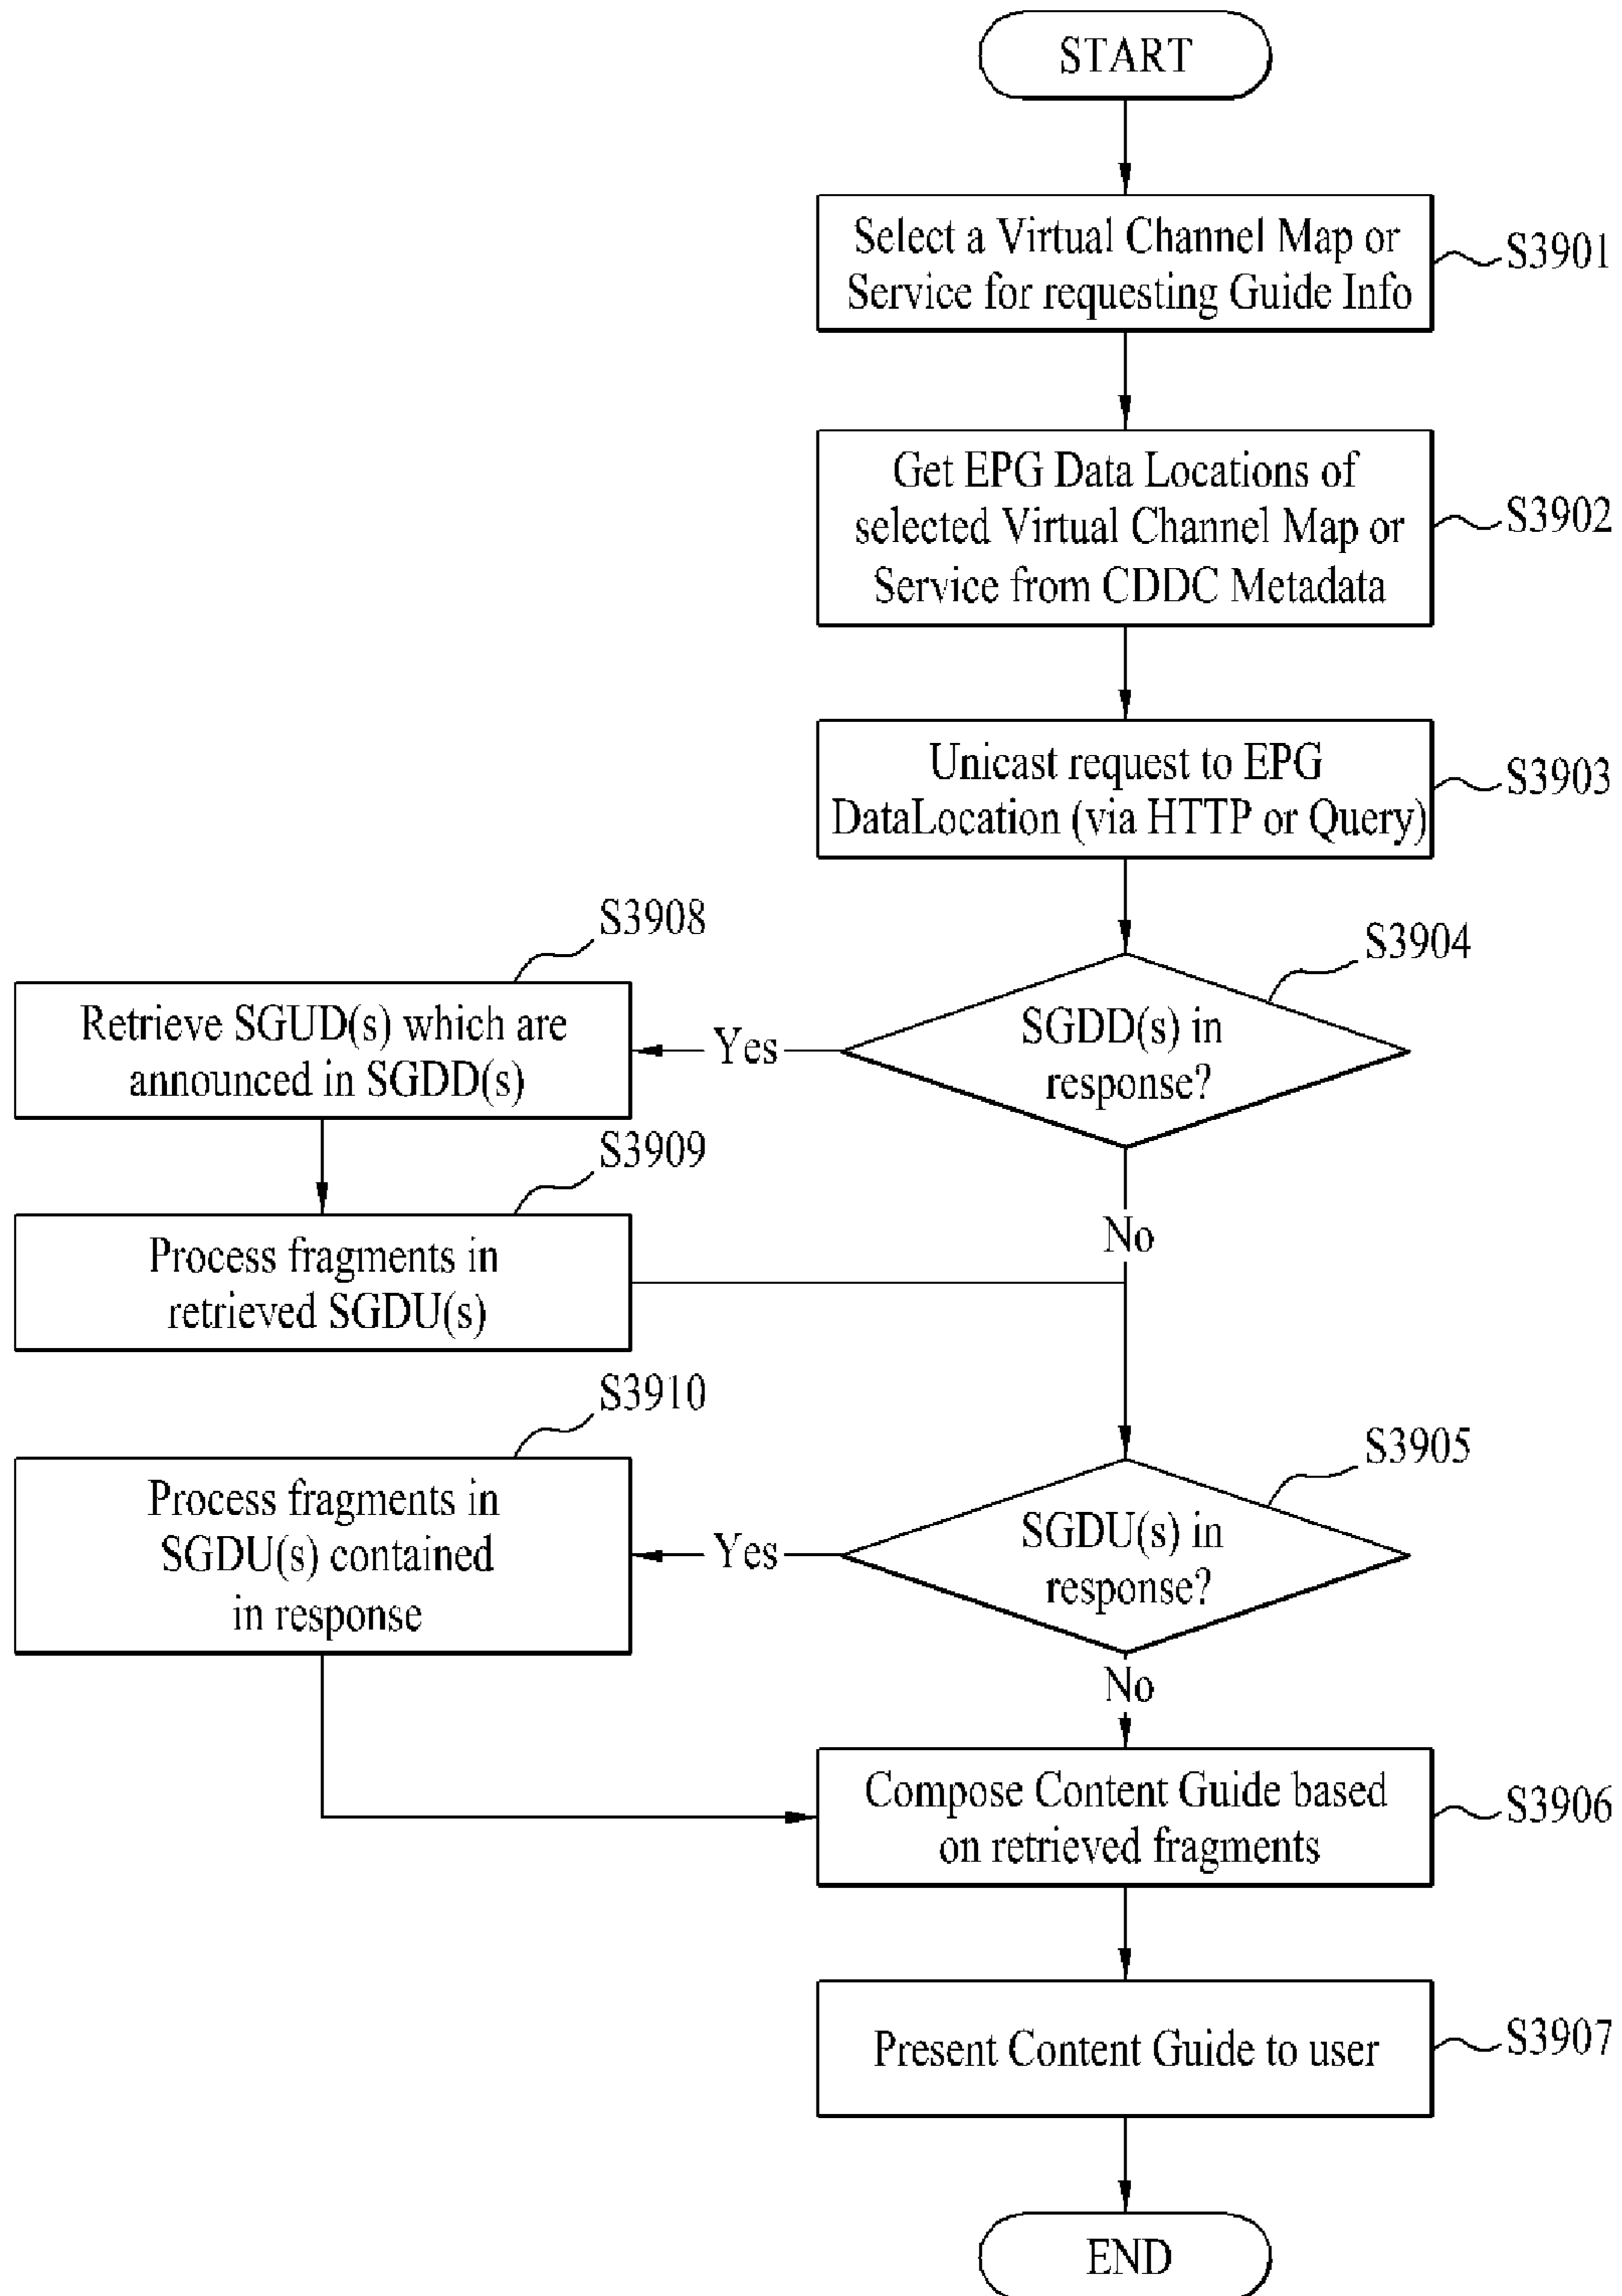 START
Select a Virtual Channel Map or
Service for requesting Guide Info
S3901
Get EPG Data Locations of
selected Virtual Channel Map or
Service from CDDC Metadata
S3902
Unicast request to EPG
DataLocation (via HTTP or Query)
S3903
S3904
SGDD(s) in
response?
Yes
No
S3908
Retrieve SGUD(s) which are
announced in SGDD(s)
S3909
Process fragments in
retrieved SGDU(s)
S3905
SGDU(s) in
response?
Yes
No
S3910
Process fragments in
SGDU(s) contained
in response
Compose Content Guide based
on retrieved fragments
S3906
Present Content Guide to user
S3907
END